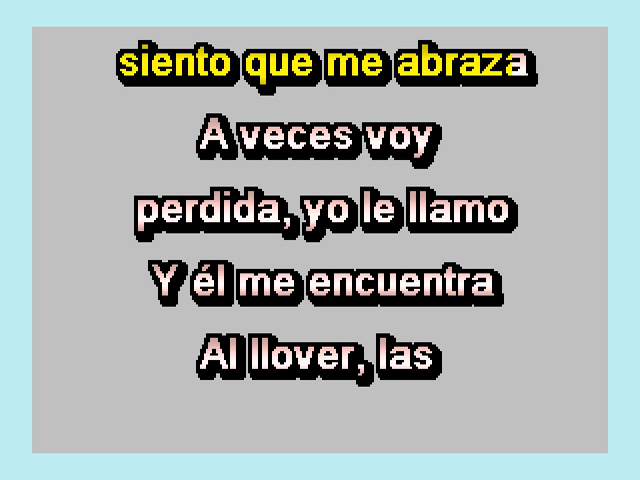 siento que me abraza
A veces voy
perdida, yo le llamo
Y él me encuentra
Al llover, las